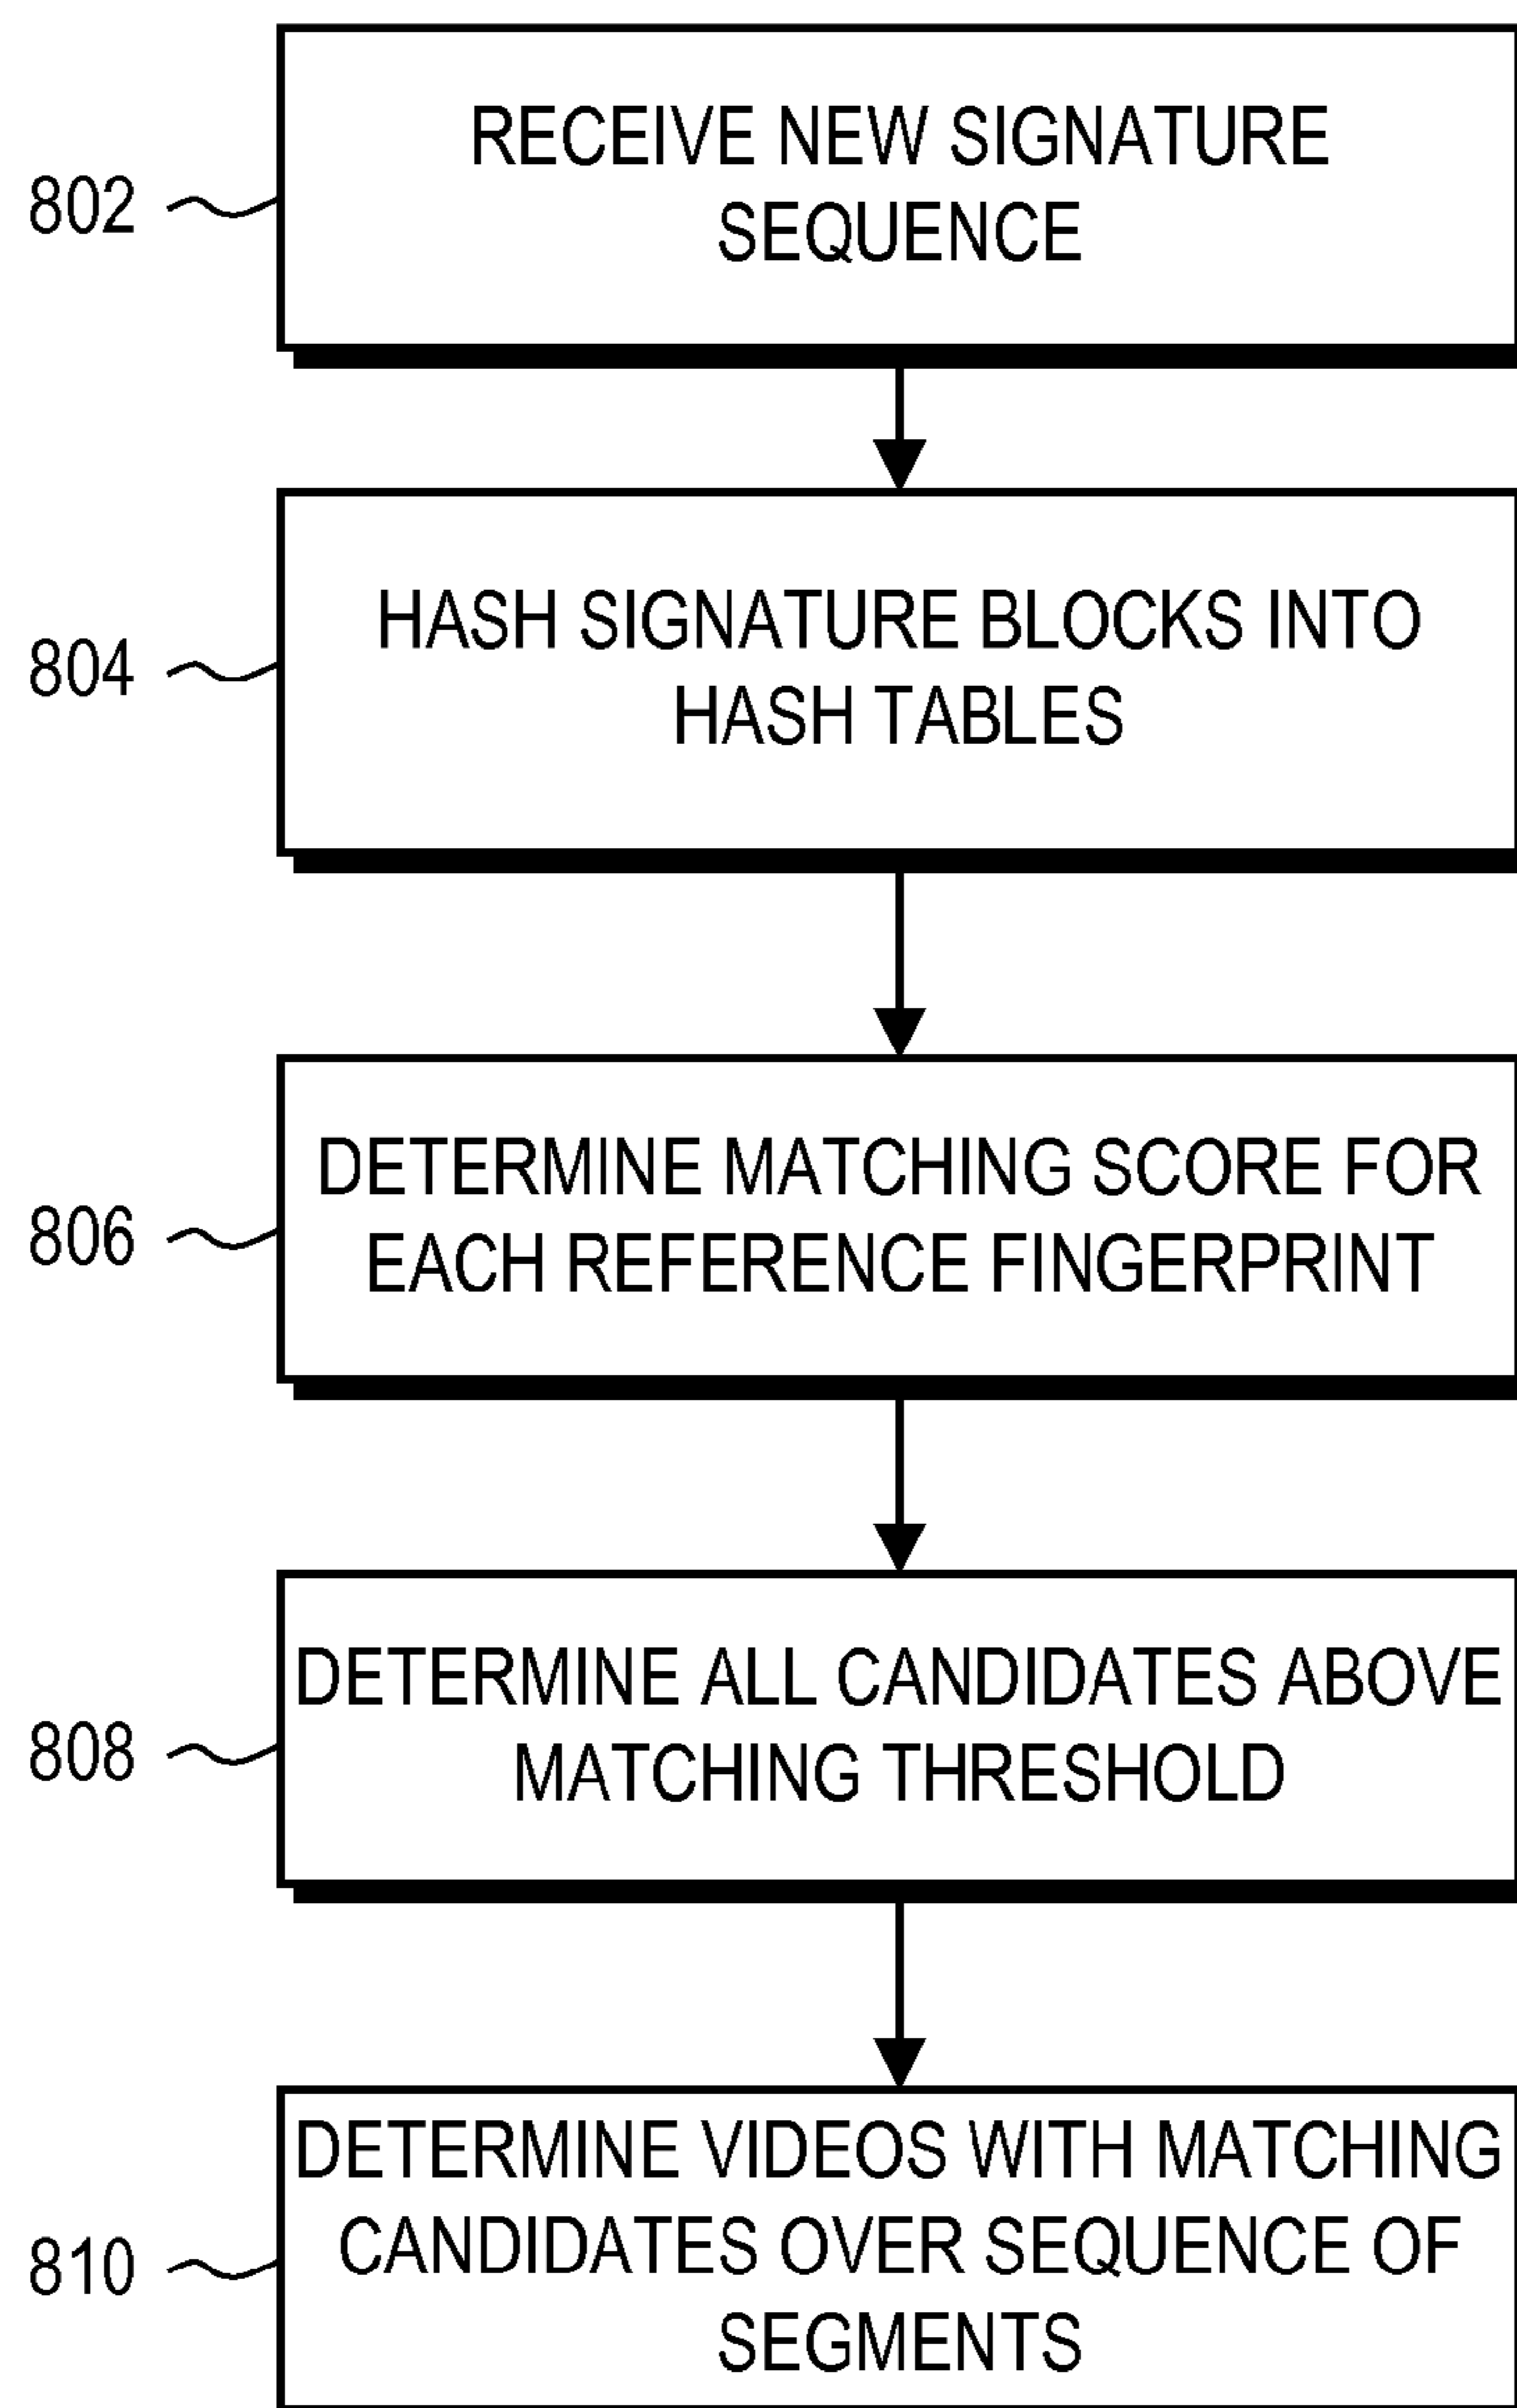 802
RECEIVE NEW SIGNATURE
SEQUENCE
804
HASH SIGNATURE BLOCKS INTO
HASH TABLES
806
DETERMINE MATCHING SCORE FOR
EACH REFERENCE FINGERPRINT
808
DETERMINE ALL CANDIDATES ABOVE
MATCHING THRESHOLD
810
DETERMINE VIDEOS WITH MATCHING
CANDIDATES OVER SEQUENCE OF
SEGMENTS